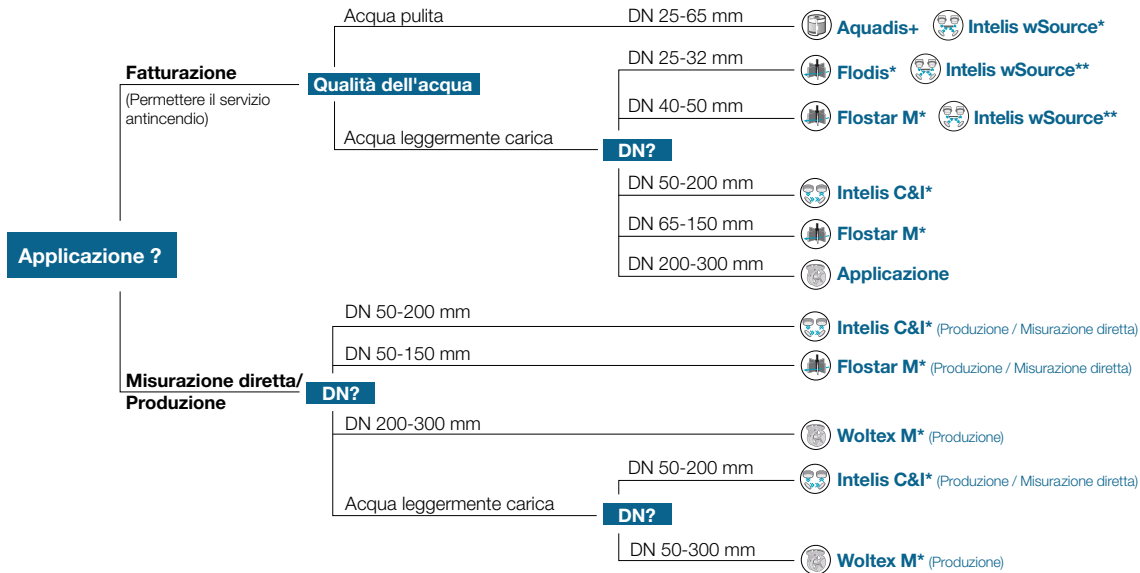 Acqua pulita
DN 25-65 mm
Aquadis+ Intelis wSource*
Fatturazione
(Permettere il servizio
antincendio)
Qualità dell'acqua
DN 25-32 mm
Flodis* Intelis wSource**
DN 40-50 mm
Flostar M* Intelis wSource**
Acqua leggermente carica
DN?
DN 50-200 mm
Intelis C&I*
DN 65-150 mm
Flostar M*
DN 200-300 mm
Applicazione
Applicazione ?
DN 50-200 mm
Intelis C&I* (Produzione / Misurazione diretta)
DN 50-150 mm
Flostar M* (Produzione / Misurazione diretta)
Misurazione diretta/
Produzione
DN?
DN 200-300 mm
Woltex M* (Produzione)
DN 50-200 mm
Intelis C&I* (Produzione / Misurazione diretta)
Acqua leggermente carica
DN?
DN 50-300 mm
Woltex M* (Produzione)